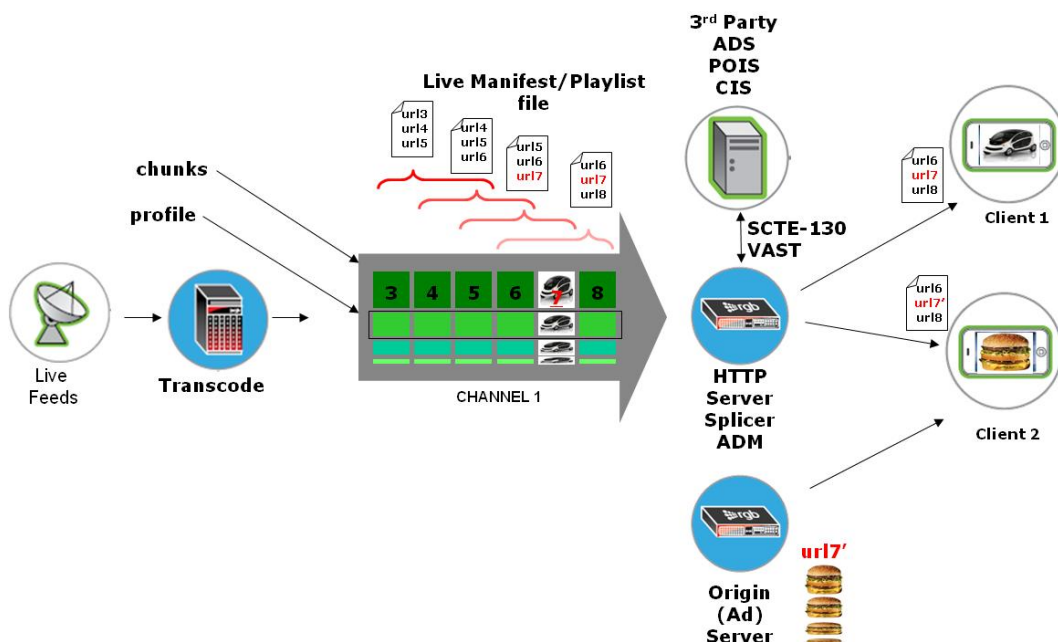 3rd Party
ADS
POIS
CIS
Live Manifest/Playlist
file
url3
url4
url5
url4
url5
url6
url5
url6
url7
url6
url7
url8
chunks
profile
url6
url7
url8
Client 1
SCTE-130
VAST
3 4 5 6 7 8
url6
url7'
url8
rgb
Live
Feeds
Transcode
CHANNEL 1
HTTP
Server
Splicer
ADM
Client 2
rgb
url7'
Origin
(Ad)
Server